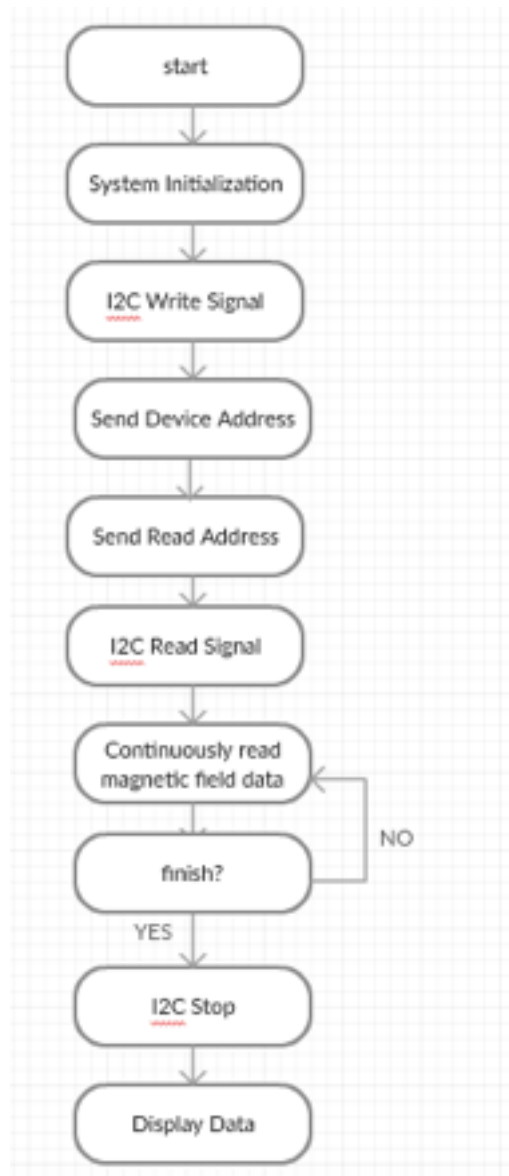 start
System Initialization
I2C Write Signal
Send Device Address
Send Read Address
I2C Read Signal
Continuously read
magnetic field data
NO
finish?
YES
I2C Stop
Display Data